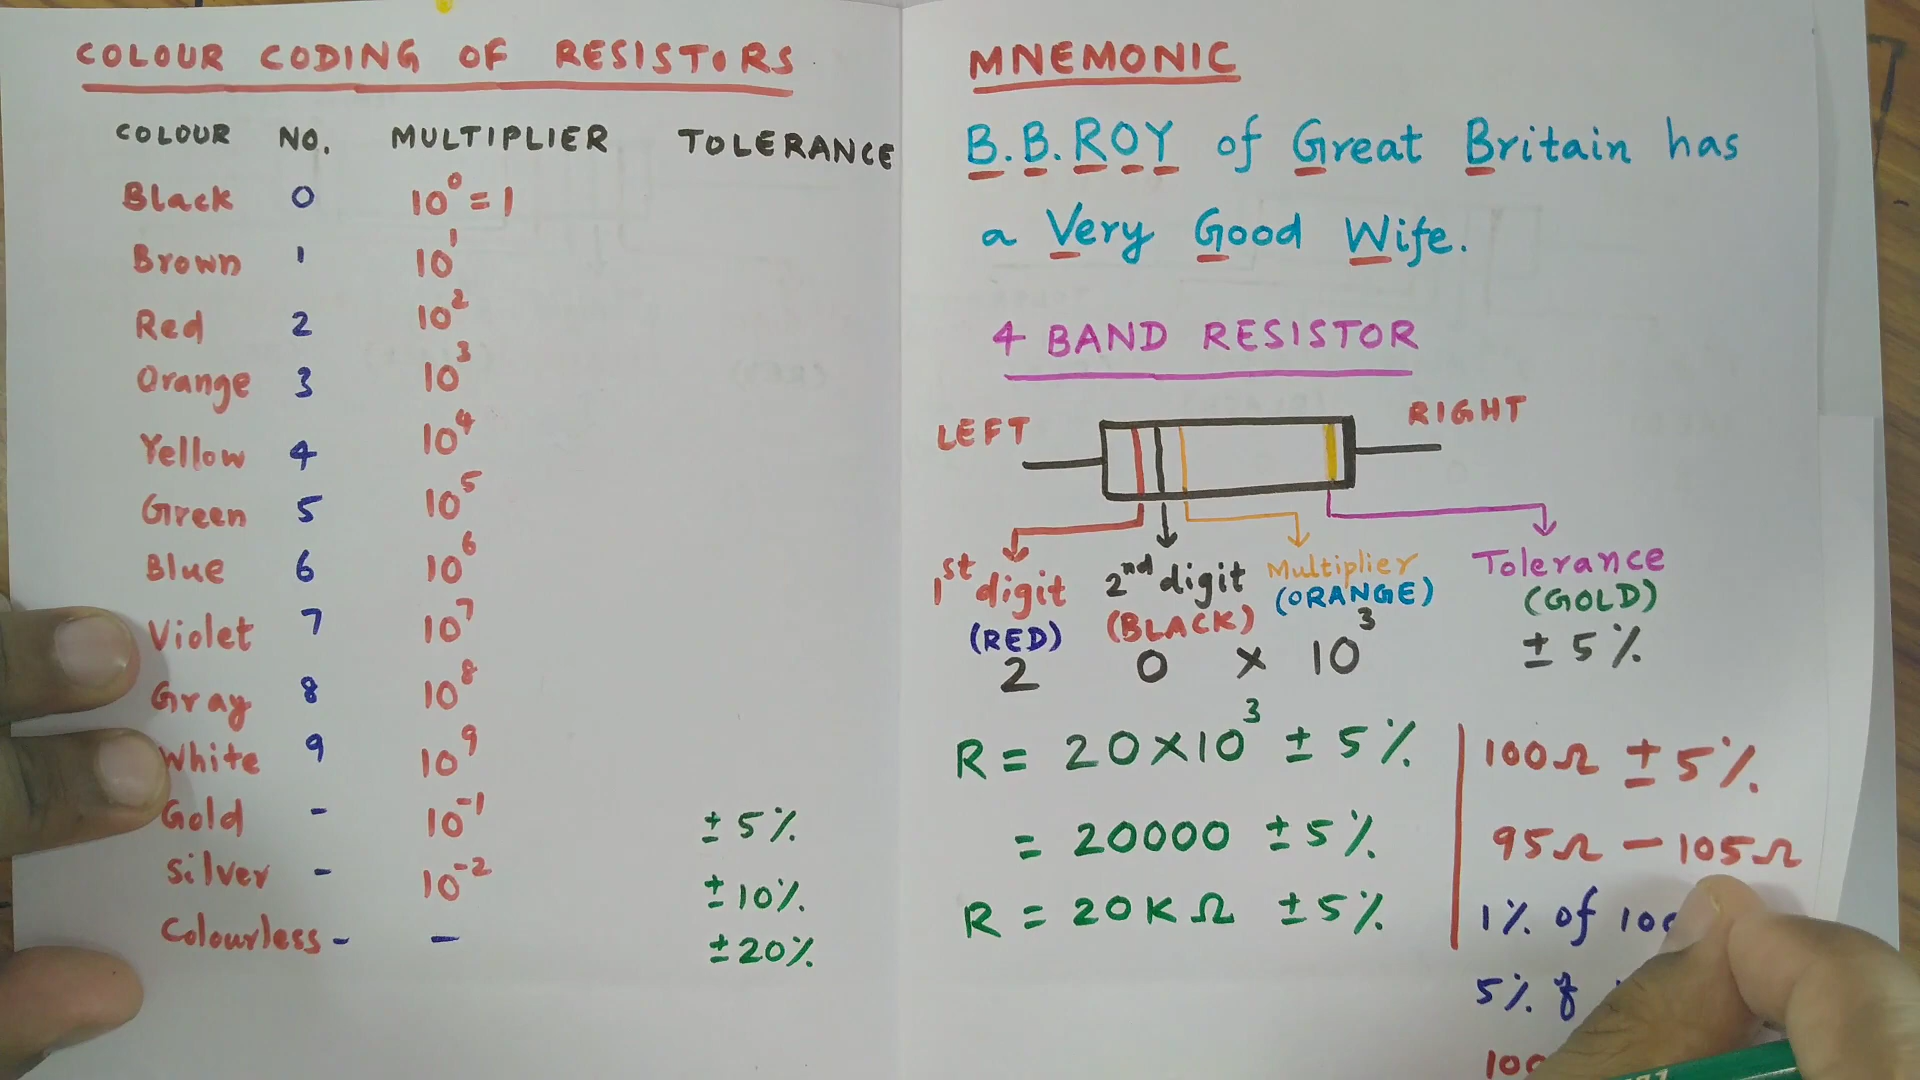 COLOUR CODING OF RESISTORS
COLOUR NO. MULTIPLIER TOLERANCE
Black 0 10⁰ = 1
Brown 1 10¹
Red 2 10²
Orange 3 10³
Yellow 4 10⁴
Green 5 10⁵
Blue 6 10⁶
Violet 7 10⁷
Gray 8 10⁸
White 9 10⁹
Gold - 10⁻¹ ± 5%
Silver - 10⁻² ± 10%
Colourless - - ± 20%
MNEMONIC
B.B.ROY of Great Britain has
a Very Good Wife.
4 BAND RESISTOR
LEFT RIGHT
1st digit 2nd digit Multiplier Tolerance
(RED) (BLACK) (ORANGE) (GOLD)
2 0 × 10³ ± 5%
R = 20×10³ ± 5%
= 20000 ± 5%
R = 20KΩ ± 5%
100Ω ± 5%
95Ω - 105Ω
1% of
5% of